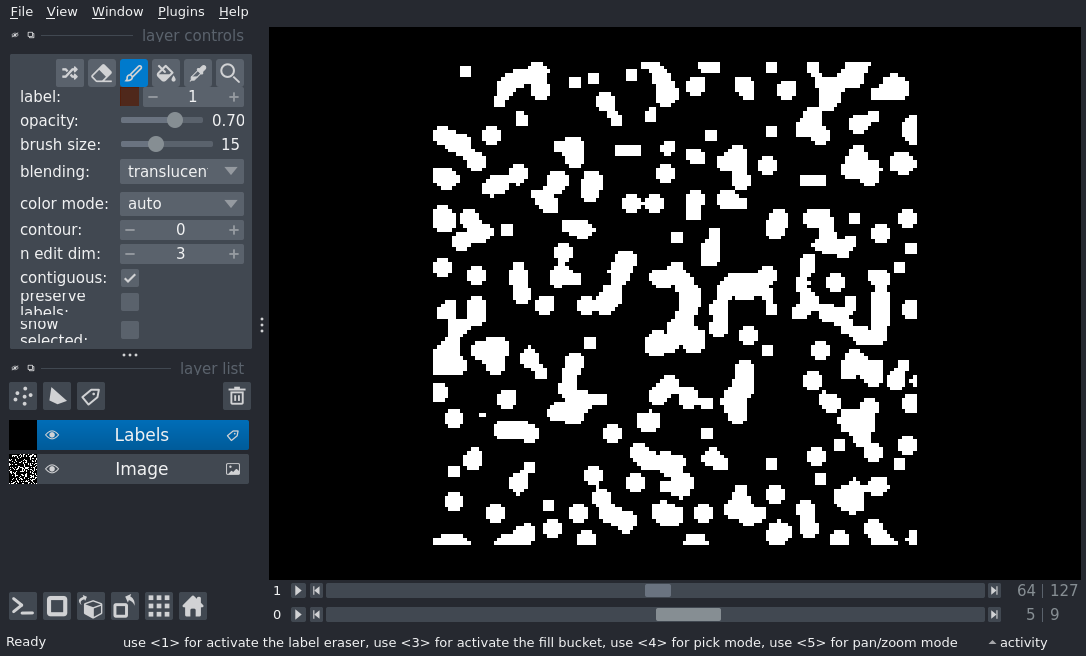 File View Window Plugins Help
layer controls
label: 1
opacity: 0.70
brush size: 15
blending: translucen
color mode: auto
contour: 0
n edit dim: 3
contiguous:
preserve
labels:
show
selected:
layer list
Labels
Image
1 64 | 127
0 5 | 9
Ready use <1> for activate the label eraser, use <3> for activate the fill bucket, use <4> for pick mode, use <5> for pan/zoom mode activity